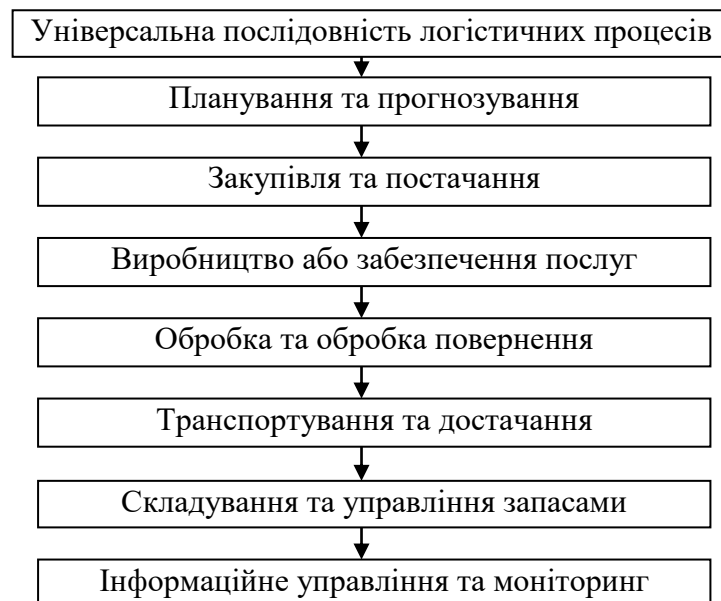 Універсальна послідовність логістичних процесів
Планування та прогнозування
Закупівля та постачання
Виробництво або забезпечення послуг
Обробка та обробка повернення
Транспортування та достачання
Складування та управління запасами
Інформаційне управління та моніторинг